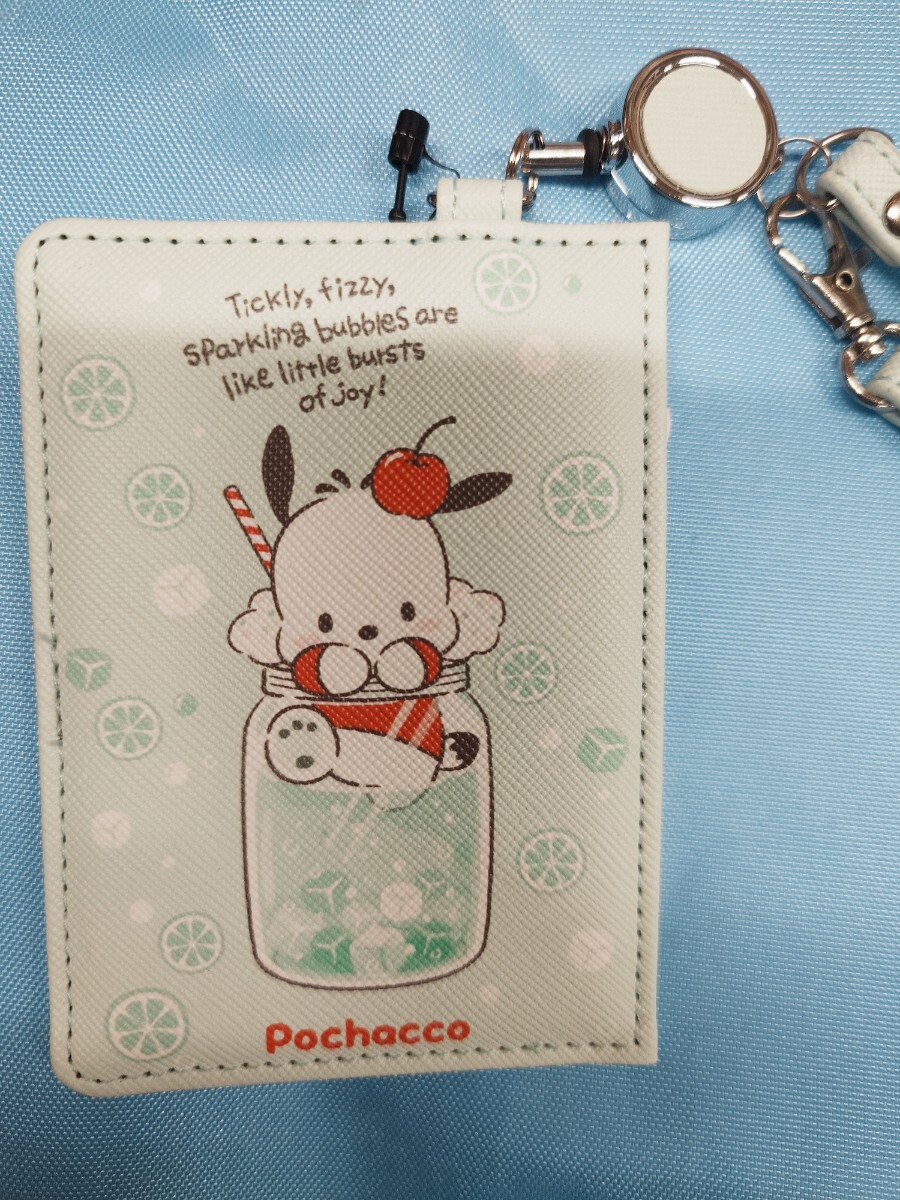 Tickly, fizzy,
sparkling bubbles are
like little bursts
of joy!
Pochacco